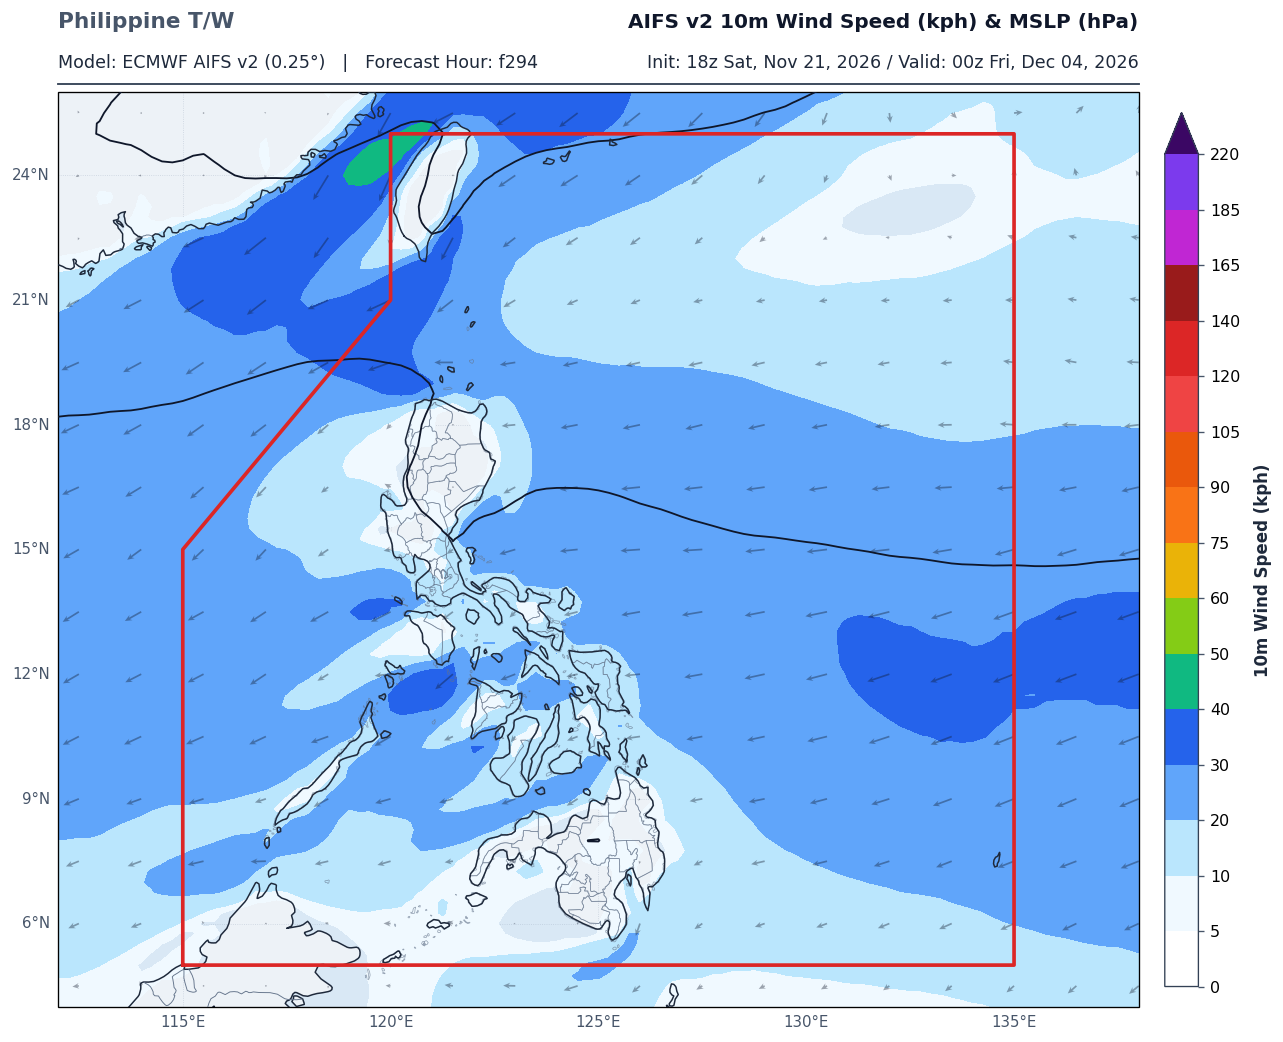 Philippine T/W
AIFS v2 10m Wind Speed (kph) & MSLP (hPa)
Model: ECMWF AIFS v2 (0.25°) | Forecast Hour: f294
Init: 18z Sat, Nov 21, 2026 / Valid: 00z Fri, Dec 04, 2026
24°N
21°N
18°N
15°N
12°N
9°N
6°N
115°E
120°E
125°E
130°E
135°E
220
185
165
140
120
105
90
75
60
50
40
30
20
10
5
0
10m Wind Speed (kph)